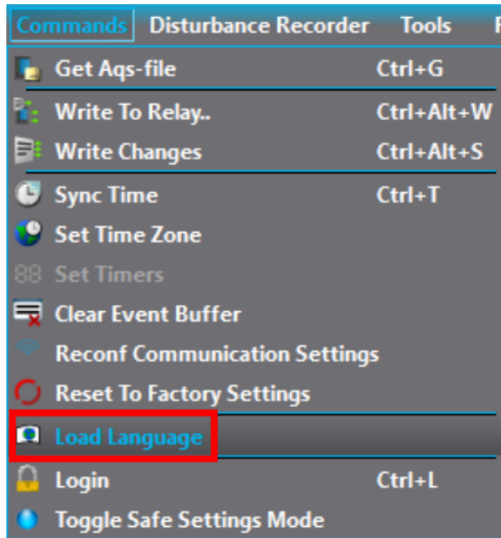 Commands Disturbance Recorder Tools
Get Aqs-file Ctrl+G
Write To Relay.. Ctrl+Alt+W
Write Changes Ctrl+Alt+S
Sync Time Ctrl+T
Set Time Zone
88 Set Timers
Clear Event Buffer
Reconf Communication Settings
Reset To Factory Settings
Load Language
Login Ctrl+L
Toggle Safe Settings Mode